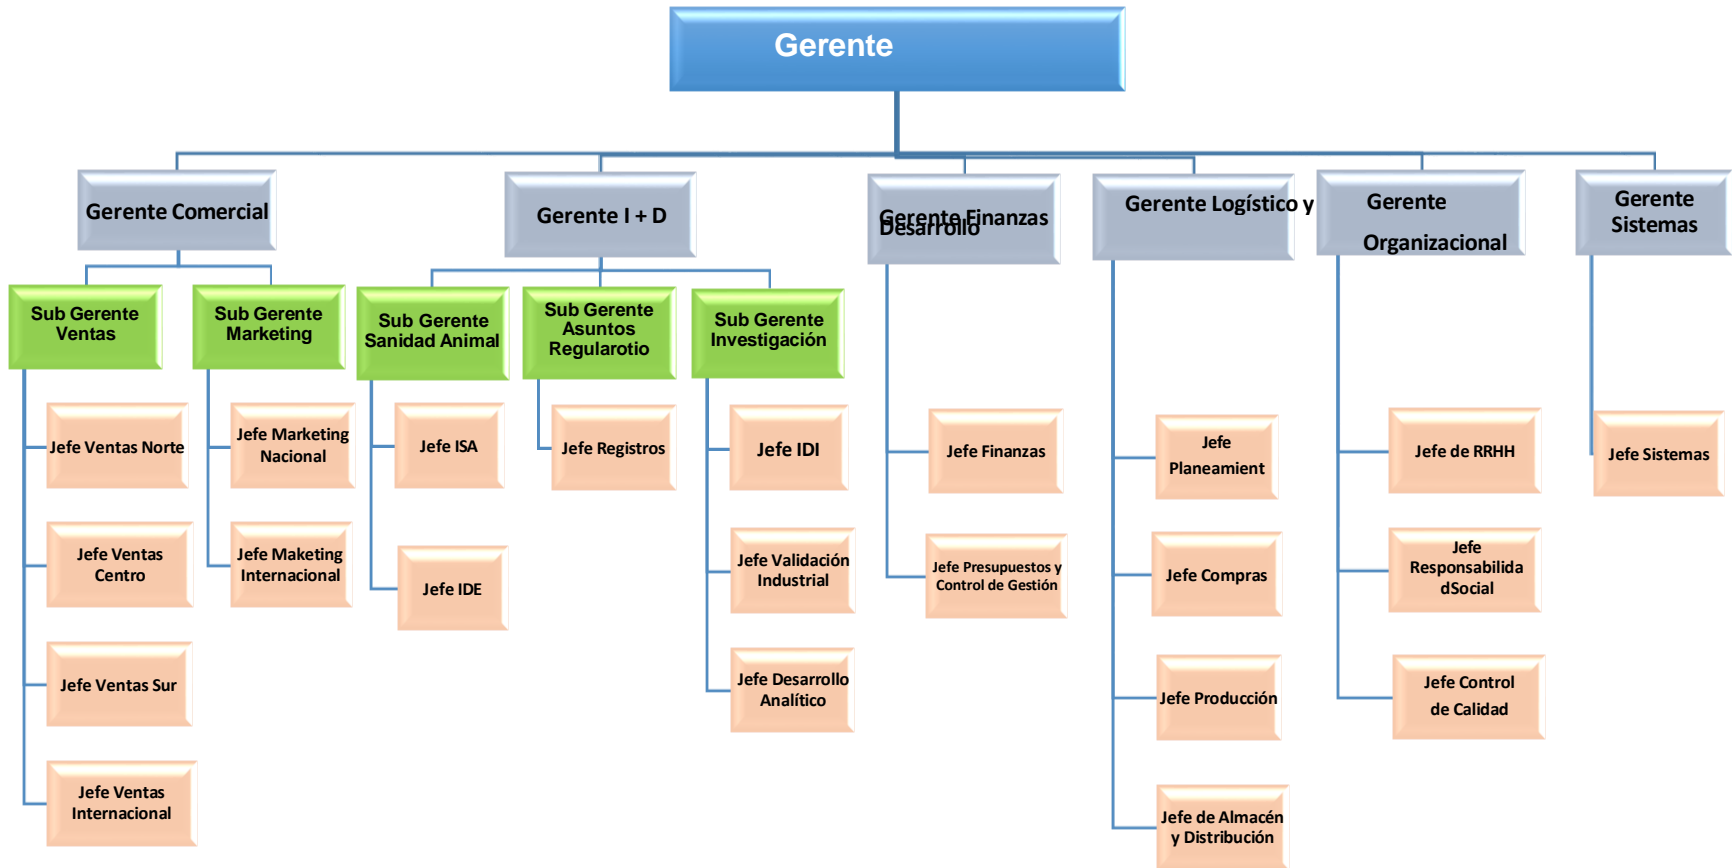 Gerente
Gerente Comercial
Gerente I + D
Gerente Finanzas
Desarrollo
Gerente Logístico y
Gerente
Organizacional
Gerente
Sistemas
Sub Gerente
Ventas
Sub Gerente
Marketing
Sub Gerente
Sanidad Animal
Sub Gerente
Asuntos
Regularotio
Sub Gerente
Investigación
Jefe Ventas Norte
Jefe Ventas
Centro
Jefe Ventas Sur
Jefe Ventas
Internacional
Jefe Marketing
Nacional
Jefe Maketing
Internacional
Jefe ISA
Jefe IDE
Jefe Registros
Jefe IDI
Jefe Validación
Industrial
Jefe Desarrollo
Analítico
Jefe Finanzas
Jefe Presupuestos y
Control de Gestión
Jefe
Planeamient
Jefe Compras
Jefe Producción
Jefe de Almacén
y Distribución
Jefe de RRHH
Jefe
Responsabilida
dSocial
Jefe Control
de Calidad
Jefe Sistemas